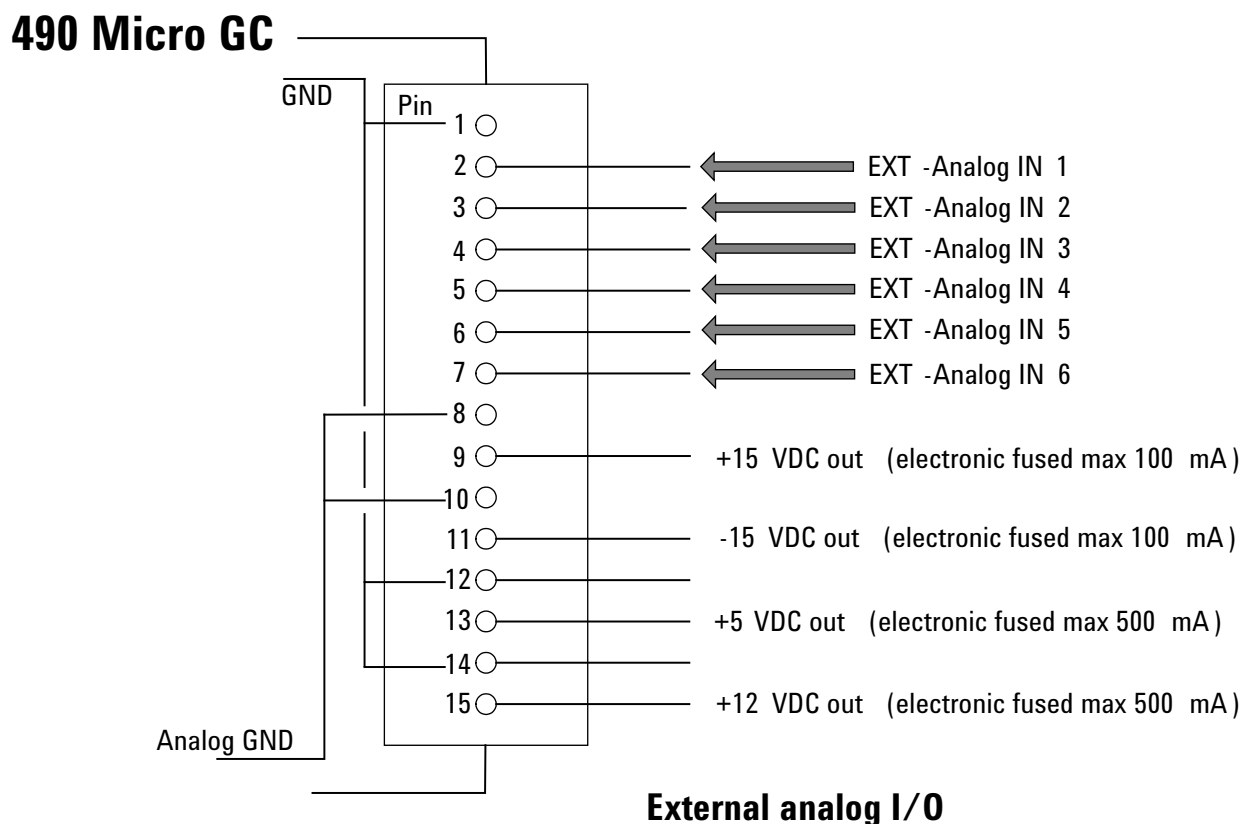 490 Micro GC
GND
Pin
1
2 EXT -Analog IN 1
3 EXT -Analog IN 2
4 EXT -Analog IN 3
5 EXT -Analog IN 4
6 EXT -Analog IN 5
7 EXT -Analog IN 6
8
9 +15 VDC out (electronic fused max 100 mA)
10
11 -15 VDC out (electronic fused max 100 mA)
12
13 +5 VDC out (electronic fused max 500 mA)
14
15 +12 VDC out (electronic fused max 500 mA)
Analog GND
External analog I/O